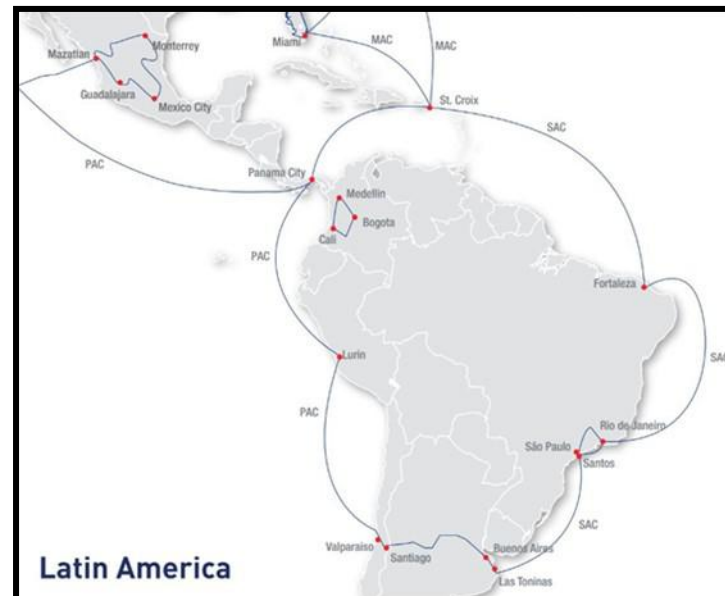 Miami
MAC
MAC
Monterrey
Mazatlan
Guadalajara
Mexico City
St. Croix
SAC
PAC
Panama City
Medellin
Bogota
Cali
PAC
Fortaleza
Lurin
SAC
PAC
Rio de Janeiro
São Paulo
Santos
SAC
Valparaiso
Santiago
Buenos Aires
Las Toninas
Latin America